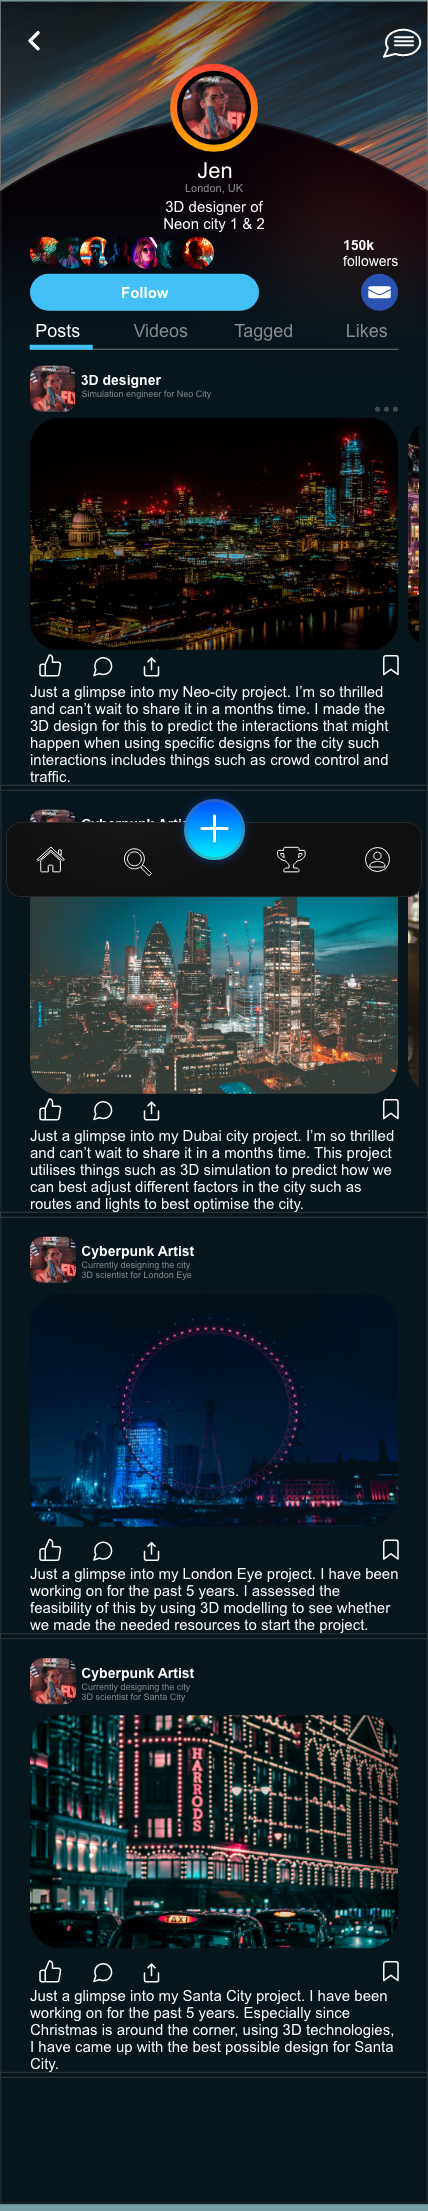 Jen
London, UK
3D designer of
Neon city 1 & 2
150k
followers
Follow
Posts Videos Tagged Likes
3D designer
Simulation engineer for Neo City
Just a glimpse into my Neo-city project. I'm so thrilled
and can't wait to share it in a months time. I made the
3D design for this to predict the interactions that might
happen when using specific designs for the city such
interactions includes things such as crowd control and
traffic.
Just a glimpse into my Dubai city project. I'm so thrilled
and can't wait to share it in a months time. This project
utilises things such as 3D simulation to predict how we
can best adjust different factors in the city such as
routes and lights to best optimise the city.
Cyberpunk Artist
Currently designing the city
3D scientist for London Eye
Just a glimpse into my London Eye project. I have been
working on for the past 5 years. I assessed the
feasibility of this by using 3D modelling to see whether
we made the needed resources to start the project.
Cyberpunk Artist
Currently designing the city
3D scientist for Santa City
HARRODS
TAXI
Just a glimpse into my Santa City project. I have been
working on for the past 5 years. Especially since
Christmas is around the corner, using 3D technologies,
I have came up with the best possible design for Santa
City.